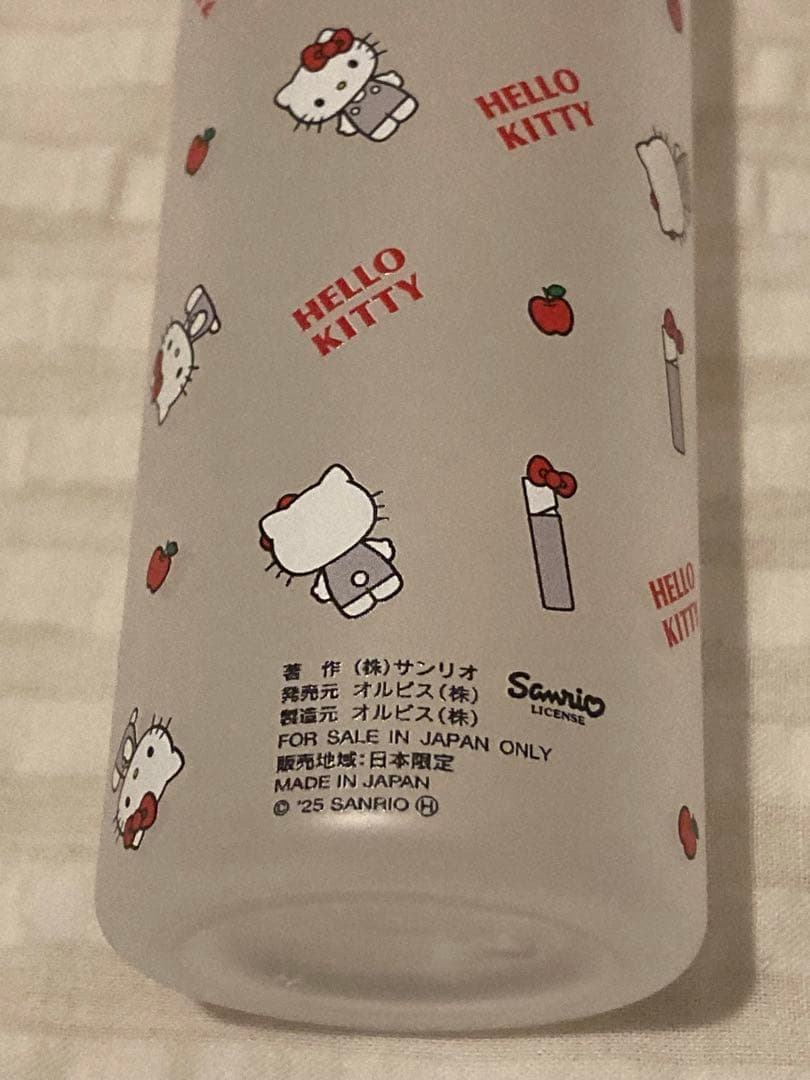 HELLO
KITTY
HELLO
KITTY
HELLO
KITTY
著 作 (株)サンリオ
発売元 オルビス(株)
製造元 オルビス(株)
Sanrio
LICENSE
FOR SALE IN JAPAN ONLY
販売地域:日本限定
MADE IN JAPAN
© '25 SANRIO Ⓗ